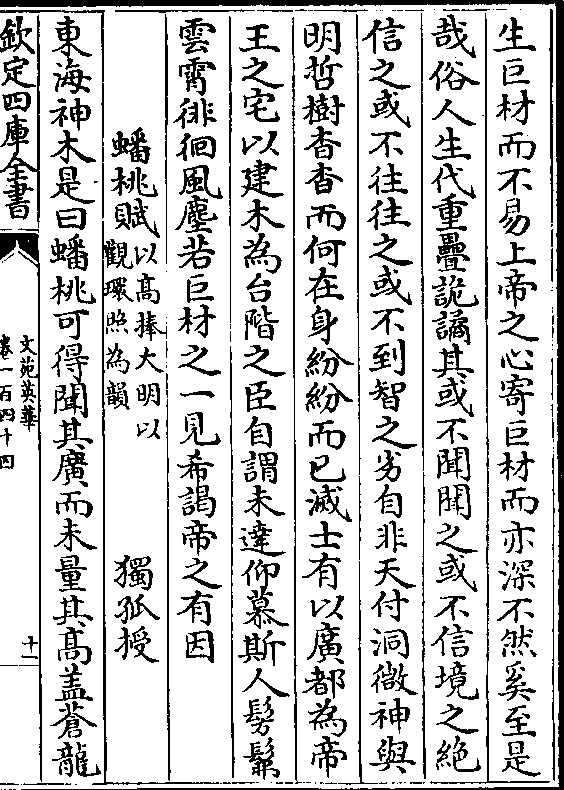 生巨材而不易上帝之心寄巨材而亦深不然奚至是
哉俗人生代重疊詭譎其或不聞聞之或不信境之絶
信之或不往往之或不到智之劣自非天付洞微神與
明哲樹杳杳而何在身紛紛而已滅士有以廣都為帝
王之宅以建木為台階之臣自謂未達仰慕斯人髣髴
雲霄徘徊風塵若巨材之一見希謁帝之有因
蟠桃賦以髙捧大明以觀環照為韻 獨孤授
東海神木是曰蟠桃可得聞其廣而未量其髙盖蒼龍
欽定四庫全書
文苑英華
卷一百四十四
十一